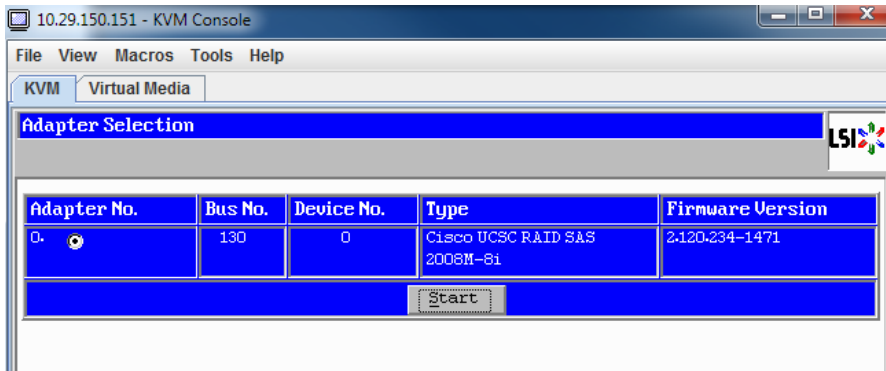 10.29.150.151 - KVM Console
File View Macros Tools Help
KVM Virtual Media
Adapter Selection
LSI
Adapter No. Bus No. Device No. Type Firmware Version
0. 130 0 Cisco UCSC RAID SAS 2.120.234-1471
2008M-8i
Start